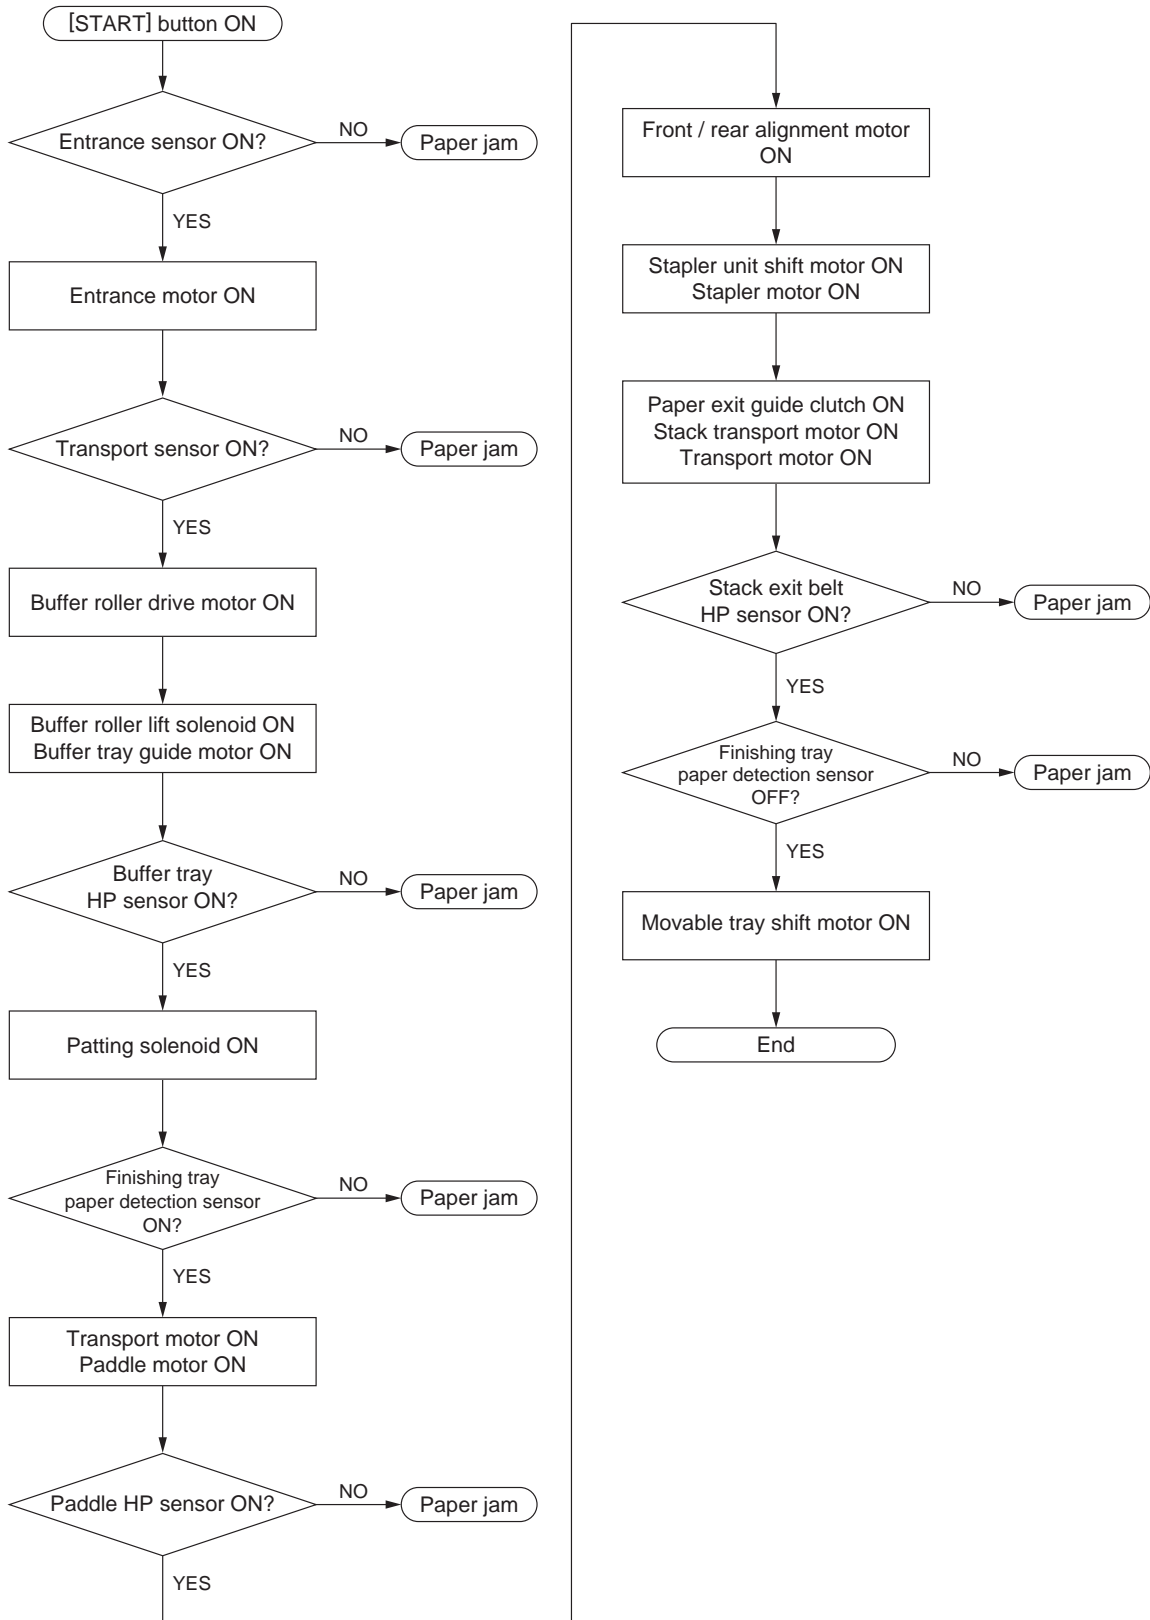 [START] button ON
Entrance sensor ON?
NO
Paper jam
YES
Entrance motor ON
Transport sensor ON?
NO
Paper jam
YES
Buffer roller drive motor ON
Buffer roller lift solenoid ON
Buffer tray guide motor ON
Buffer tray
HP sensor ON?
NO
Paper jam
YES
Patting solenoid ON
Finishing tray
paper detection sensor
ON?
NO
Paper jam
YES
Transport motor ON
Paddle motor ON
Paddle HP sensor ON?
NO
Paper jam
YES
Front / rear alignment motor
ON
Stapler unit shift motor ON
Stapler motor ON
Paper exit guide clutch ON
Stack transport motor ON
Transport motor ON
Stack exit belt
HP sensor ON?
NO
Paper jam
YES
Finishing tray
paper detection sensor
OFF?
NO
Paper jam
YES
Movable tray shift motor ON
End